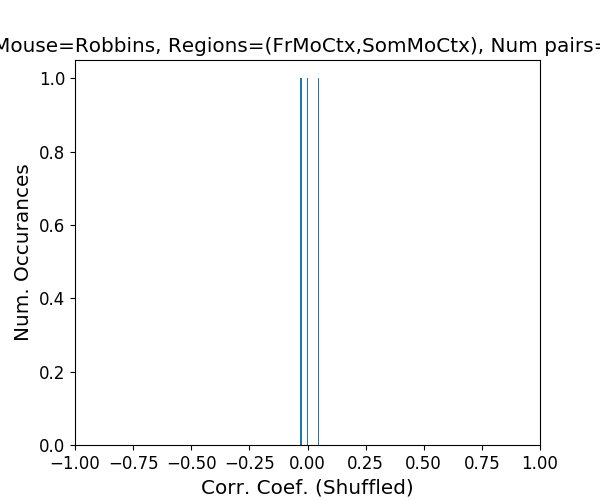 Mouse=Robbins, Regions=(FrMoCtx,SomMoCtx), Num pairs=
1.0
0.8
0.6
0.4
0.2
0.0
Num. Occurances
−1.00 −0.75 −0.50 −0.25 0.00 0.25 0.50 0.75 1.00
Corr. Coef. (Shuffled)